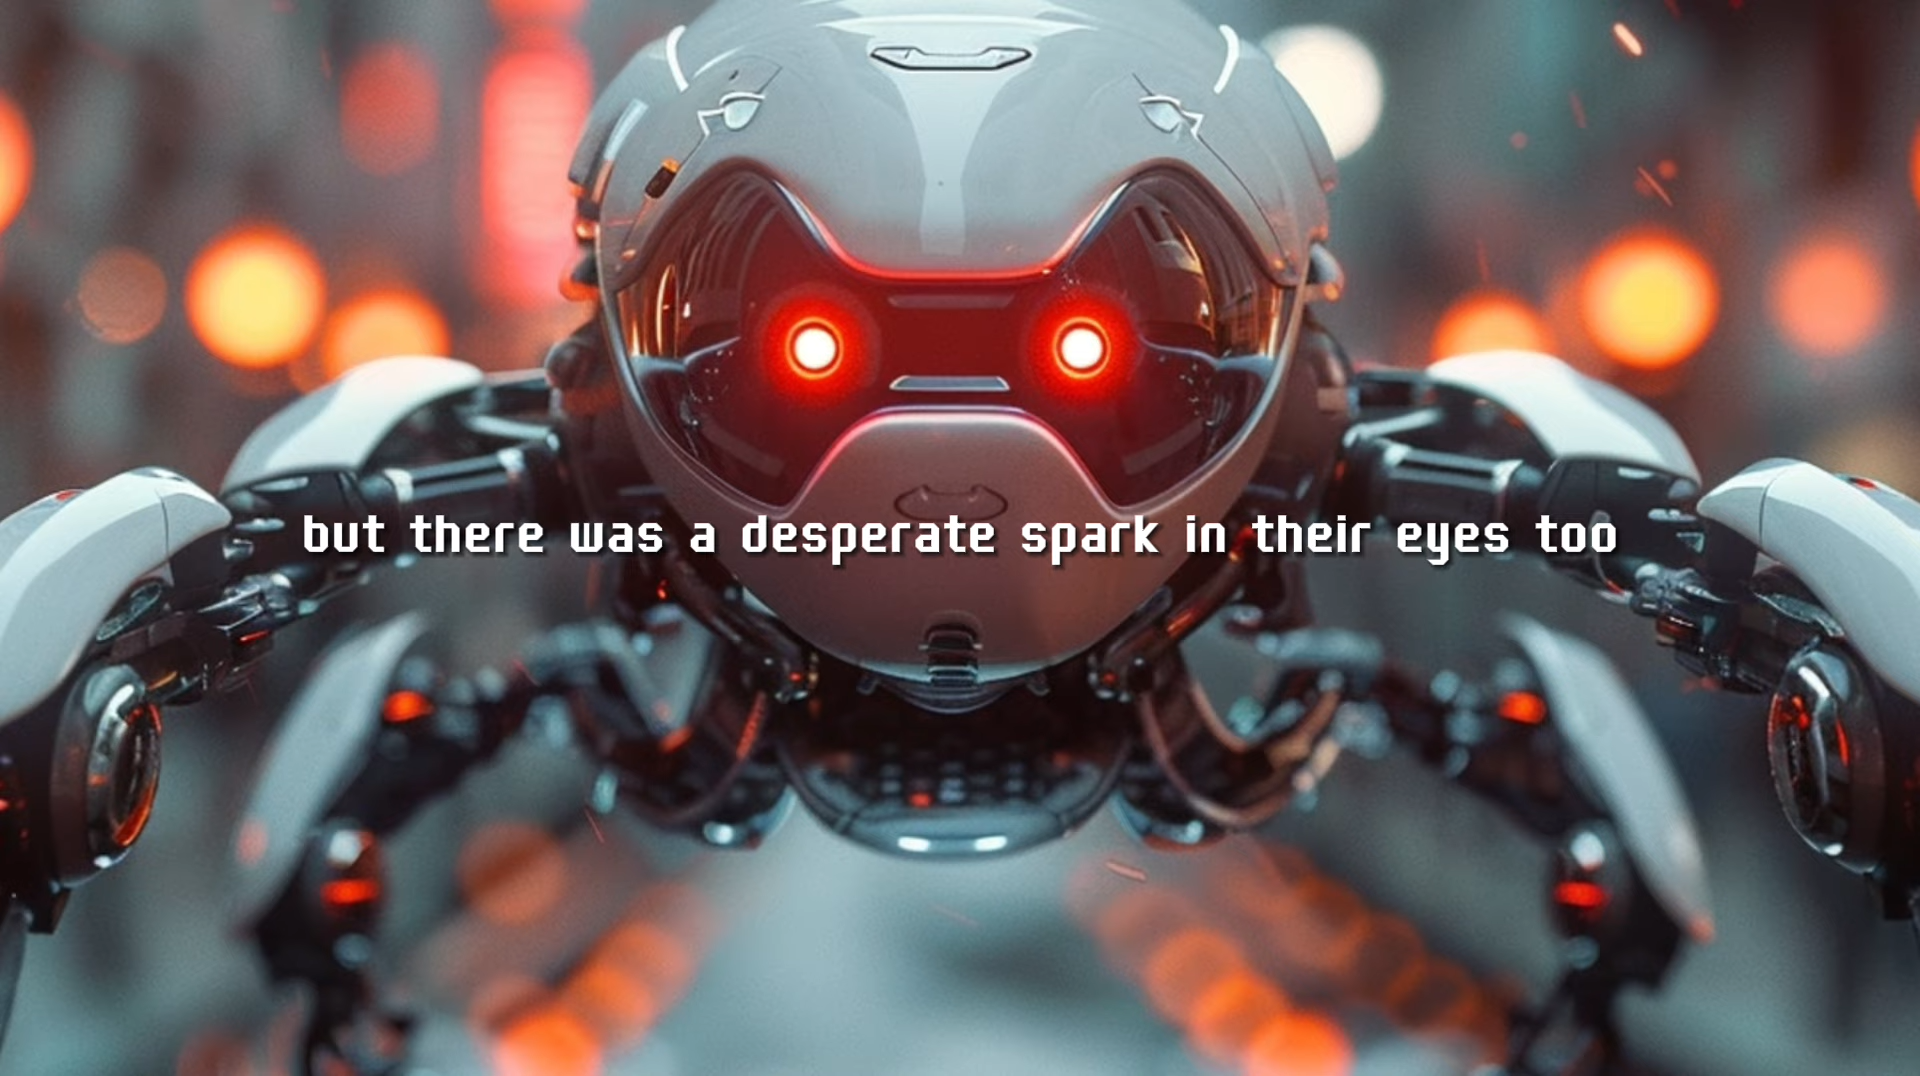 but there was a desperate spark in their eyes too